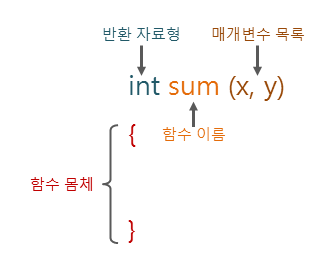 반환 자료형 매개변수 목록
int sum (x, y)
{ 함수 이름
함수 몸체
}